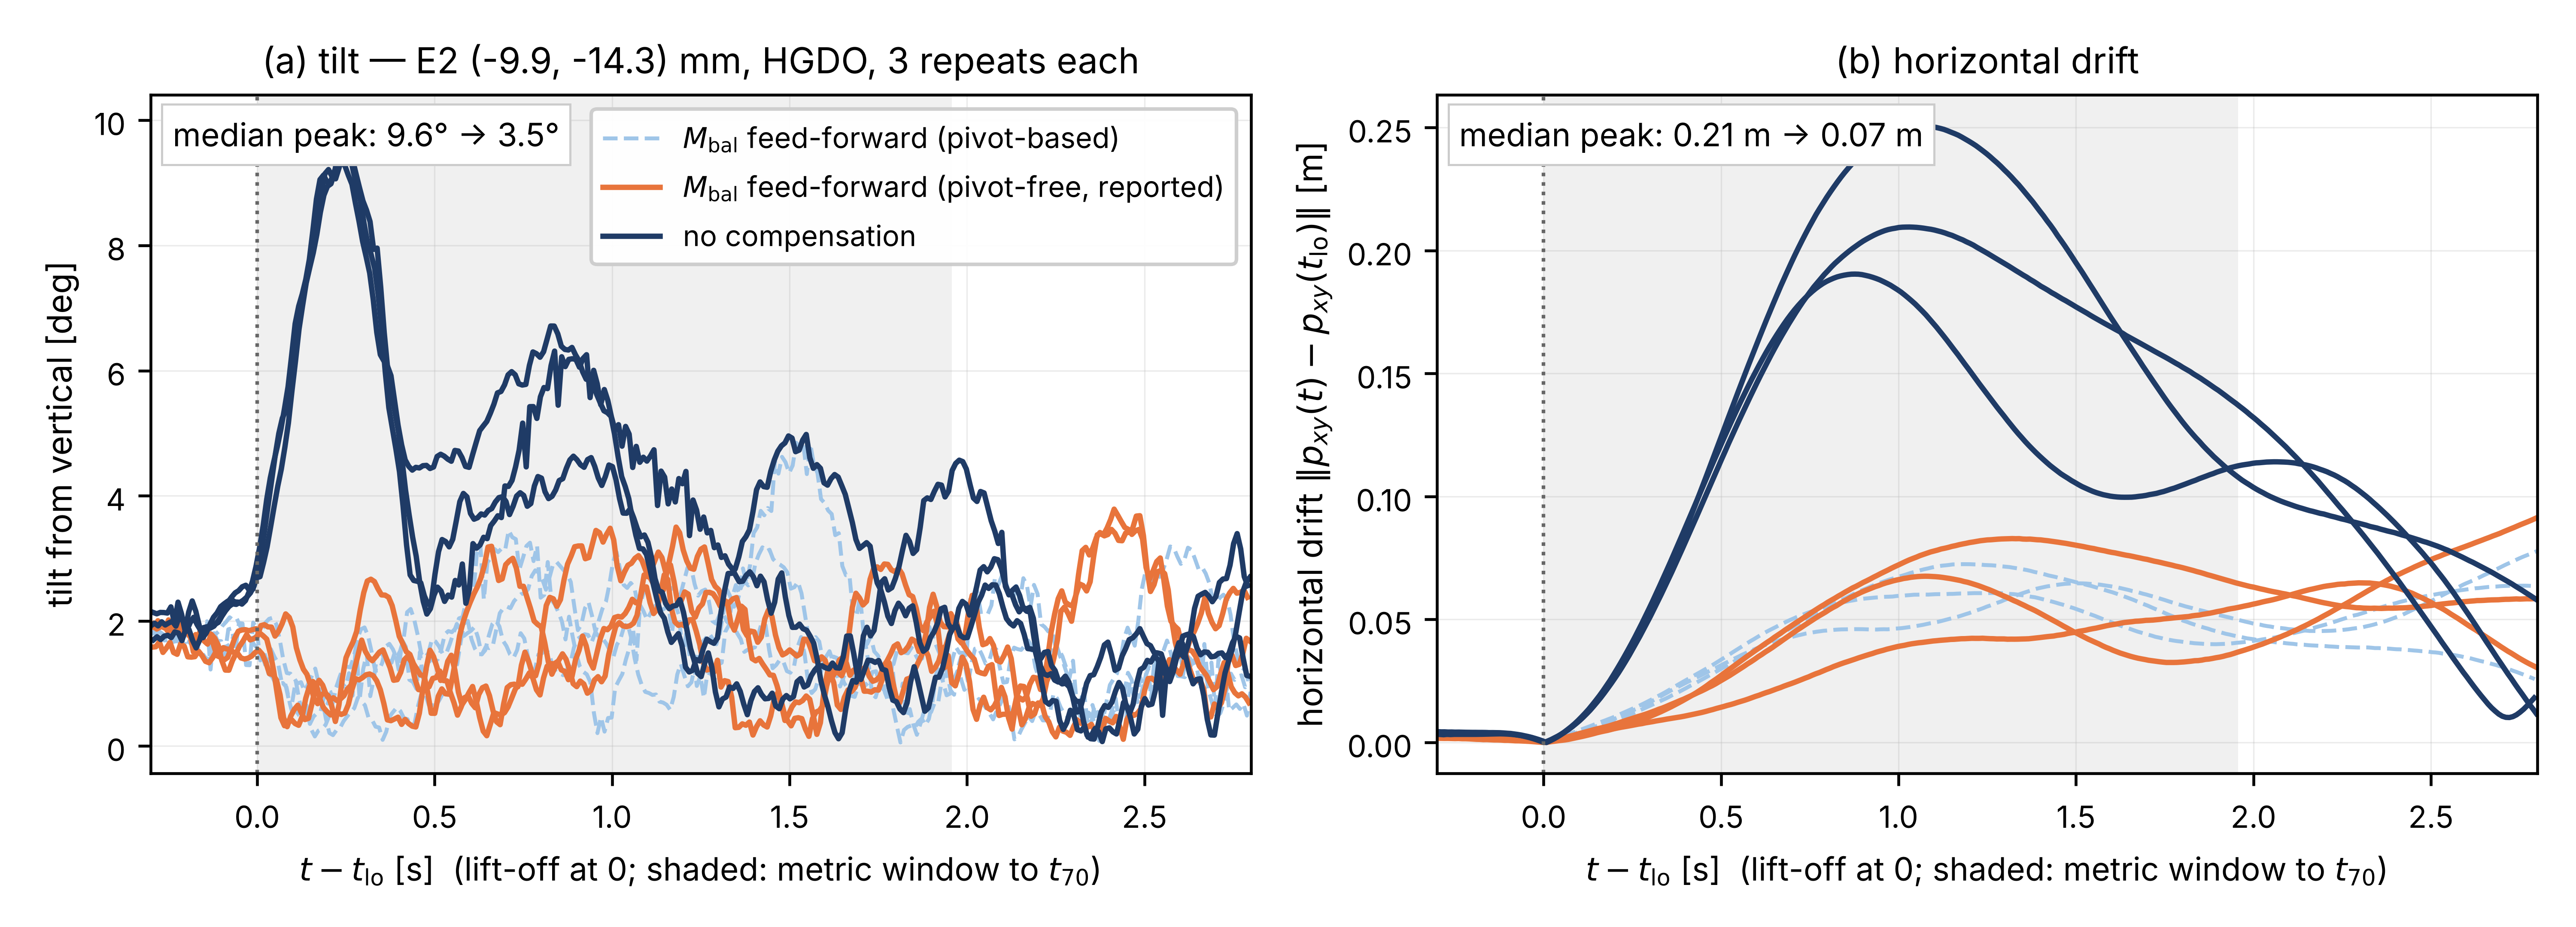 (a) tilt — E2 (-9.9, -14.3) mm, HGDO, 3 repeats each
median peak: 9.6° → 3.5°
M_bal feed-forward (pivot-based)
M_bal feed-forward (pivot-free, reported)
no compensation
tilt from vertical [deg]
10
8
6
4
2
0
0.0 0.5 1.0 1.5 2.0 2.5
t − t_lo [s] (lift-off at 0; shaded: metric window to t_70)
(b) horizontal drift
median peak: 0.21 m → 0.07 m
horizontal drift ‖p_xy(t) − p_xy(t_lo)‖ [m]
0.25
0.20
0.15
0.10
0.05
0.00
0.0 0.5 1.0 1.5 2.0 2.5
t − t_lo [s] (lift-off at 0; shaded: metric window to t_70)